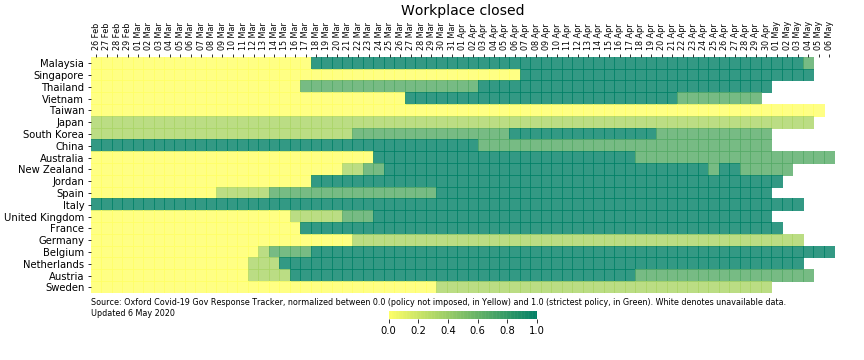 Workplace closed
26 Feb
27 Feb
28 Feb
29 Feb
01 Mar
02 Mar
03 Mar
04 Mar
05 Mar
06 Mar
07 Mar
08 Mar
09 Mar
10 Mar
11 Mar
12 Mar
13 Mar
14 Mar
15 Mar
16 Mar
17 Mar
18 Mar
19 Mar
20 Mar
21 Mar
22 Mar
23 Mar
24 Mar
25 Mar
26 Mar
27 Mar
28 Mar
29 Mar
30 Mar
31 Mar
01 Apr
02 Apr
03 Apr
04 Apr
05 Apr
06 Apr
07 Apr
08 Apr
09 Apr
10 Apr
11 Apr
12 Apr
13 Apr
14 Apr
15 Apr
16 Apr
17 Apr
18 Apr
19 Apr
20 Apr
21 Apr
22 Apr
23 Apr
24 Apr
25 Apr
26 Apr
27 Apr
28 Apr
29 Apr
30 Apr
01 May
02 May
03 May
04 May
05 May
06 May
Malaysia
Singapore
Thailand
Vietnam
Taiwan
Japan
South Korea
China
Australia
New Zealand
Jordan
Spain
Italy
United Kingdom
France
Germany
Belgium
Netherlands
Austria
Sweden
Source: Oxford Covid-19 Gov Response Tracker, normalized between 0.0 (policy not imposed, in Yellow) and 1.0 (strictest policy, in Green). White denotes unavailable data.
Updated 6 May 2020
0.0 0.2 0.4 0.6 0.8 1.0